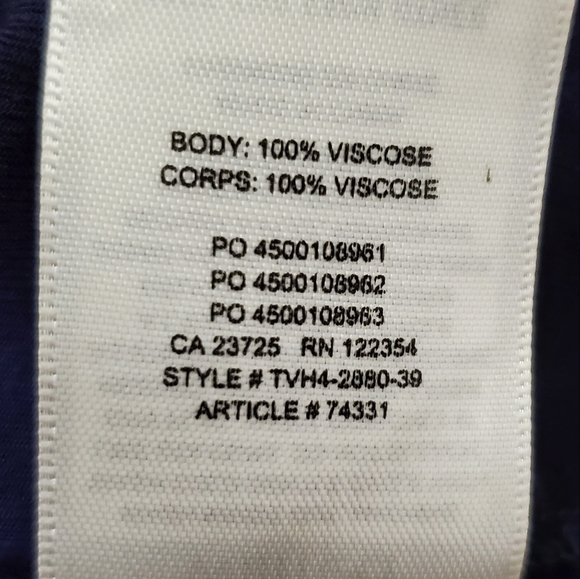 BODY: 100% VISCOSE
CORPS: 100% VISCOSE
PO 4500108961
PO 4500108962
PO 4500108963
CA 23725 RN 122354
STYLE # TVH4-2880-39
ARTICLE # 74331